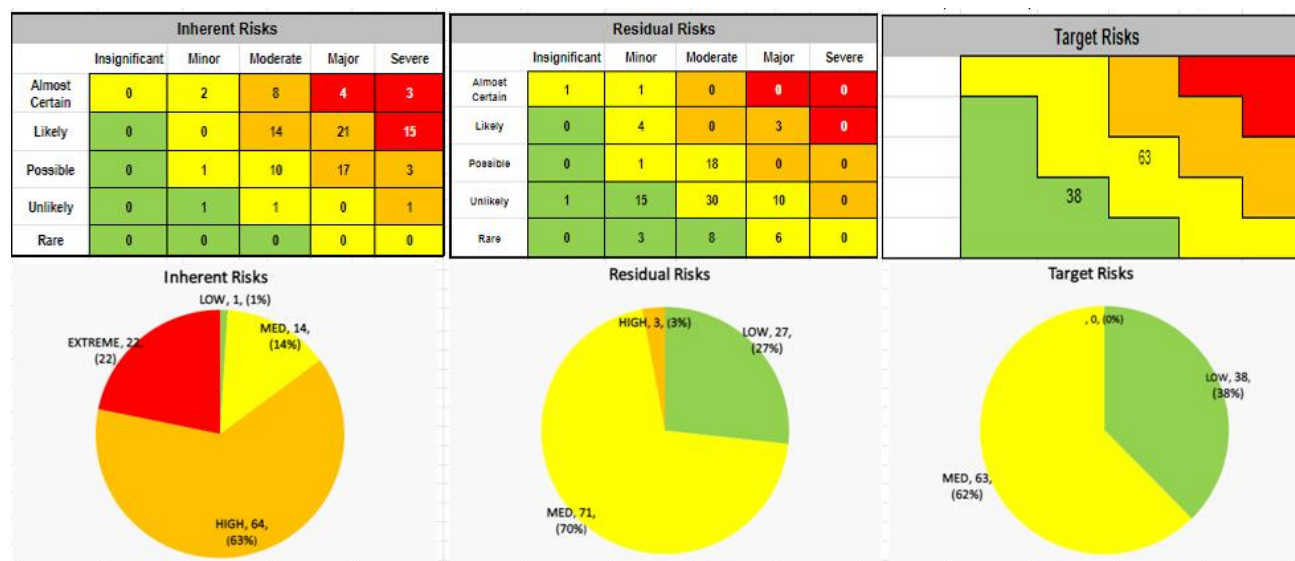 Inherent Risks
Insignificant Minor Moderate Major Severe
Almost Certain 0 2 8 4 3
Likely 0 0 14 21 15
Possible 0 1 10 17 3
Unlikely 0 1 1 0 1
Rare 0 0 0 0 0
Residual Risks
Insignificant Minor Moderate Major Severe
Almost Certain 1 1 0 0 0
Likely 0 4 0 3 0
Possible 0 1 18 0 0
Unlikely 1 15 30 10 0
Rare 0 3 8 6 0
Target Risks
63
38
Inherent Risks
LOW, 1, (1%)
MED, 14,
(14%)
EXTREME, 22,
(22)
HIGH, 64,
(63%)
Residual Risks
HIGH, 3, (3%)
LOW, 27,
(27%)
MED, 71,
(70%)
Target Risks
, 0, (0%)
LOW, 38,
(38%)
MED, 63,
(62%)